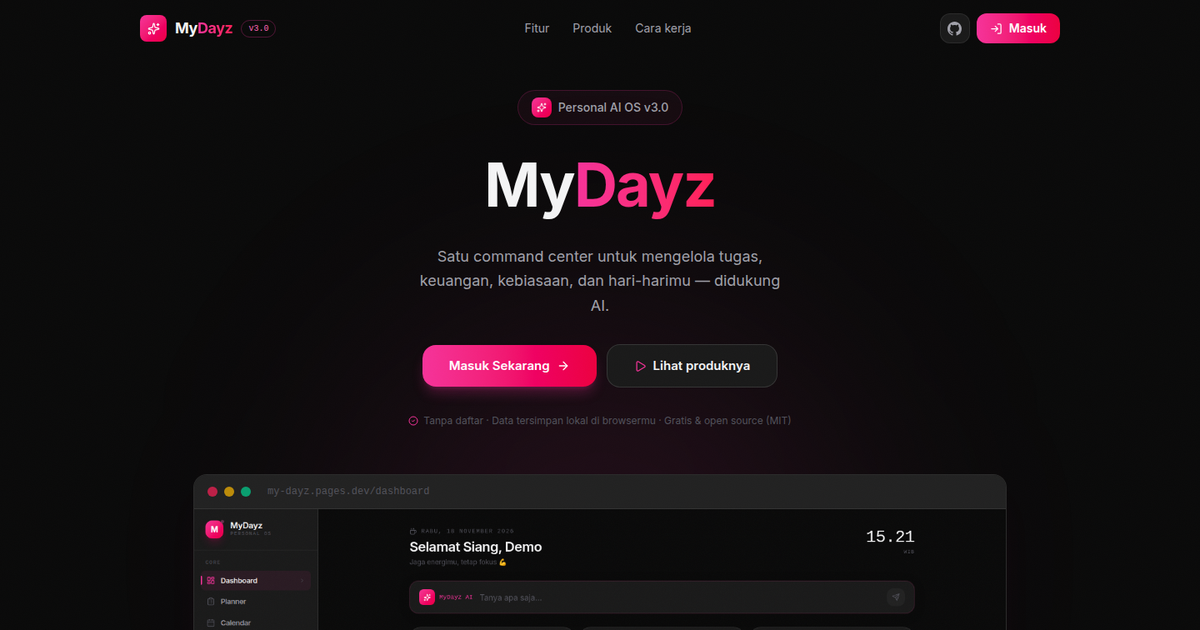 MyDayz v3.0
Fitur Produk Cara kerja
Masuk
Personal AI OS v3.0
MyDayz
Satu command center untuk mengelola tugas,
keuangan, kebiasaan, dan hari-harimu — didukung
AI.
Masuk Sekarang →
Lihat produknya
Tanpa daftar · Data tersimpan lokal di browsermu · Gratis & open source (MIT)
my-dayz.pages.dev/dashboard
M MyDayz
PERSONAL OS
Dashboard
Planner
Calendar
RABU, 18 NOVEMBER 2026
Selamat Siang, Demo
Jaga energimu, tetap fokus 💪
15.21
WIB
MyDayz AI Tanya apa saja...